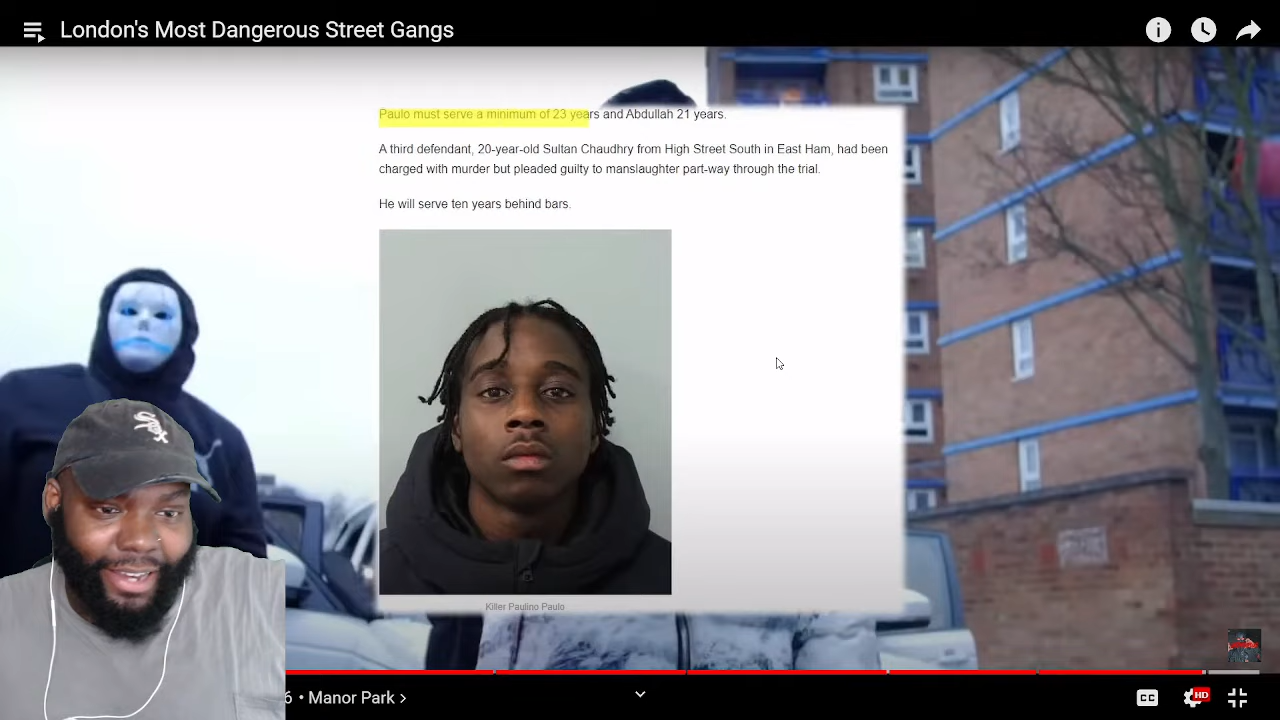 London's Most Dangerous Street Gangs
Paulo must serve a minimum of 23 years and Abdullah 21 years.
A third defendant, 20-year-old Sultan Chaudhry from High Street South in East Ham, had been
charged with murder but pleaded guilty to manslaughter part-way through the trial.
He will serve ten years behind bars.
Killer Paulino Paulo
6 • Manor Park >
CC
HD